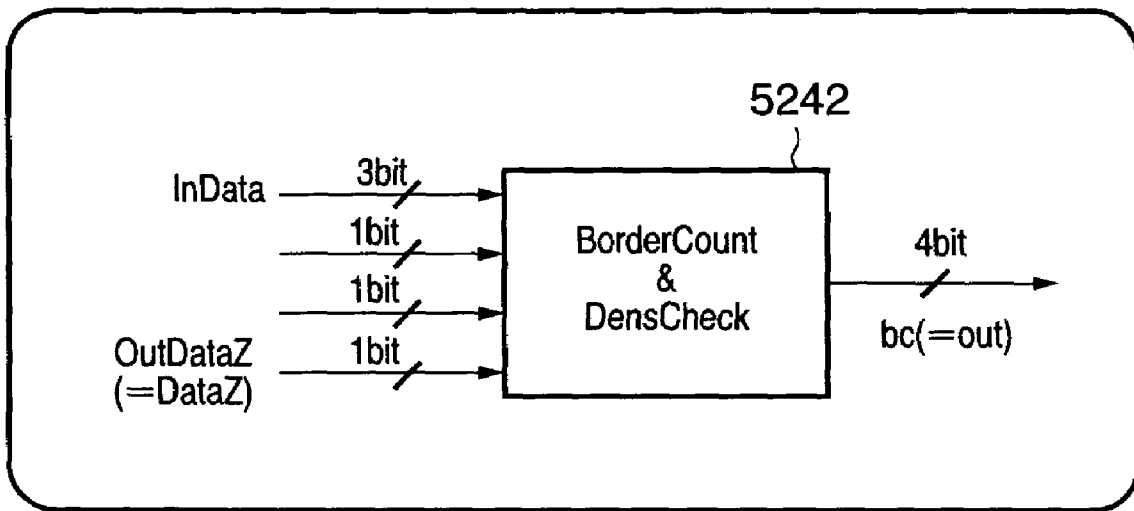 5242
InData
3bit
1bit
1bit
OutDataZ
(=DataZ)
1bit
BorderCount
&
DensCheck
4bit
bc(=out)